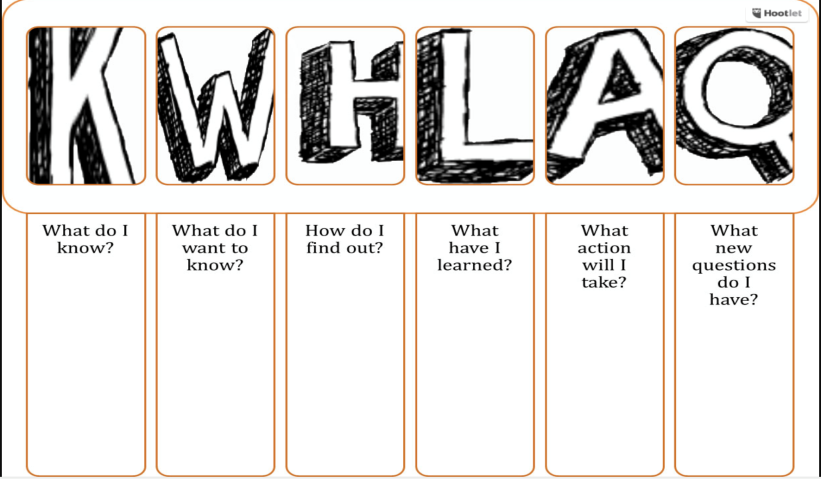 Hootlet
K W H L A Q
What do I
know?
What do I
want to
know?
How do I
find out?
What
have I
learned?
What
action
will I
take?
What
new
questions
do I
have?